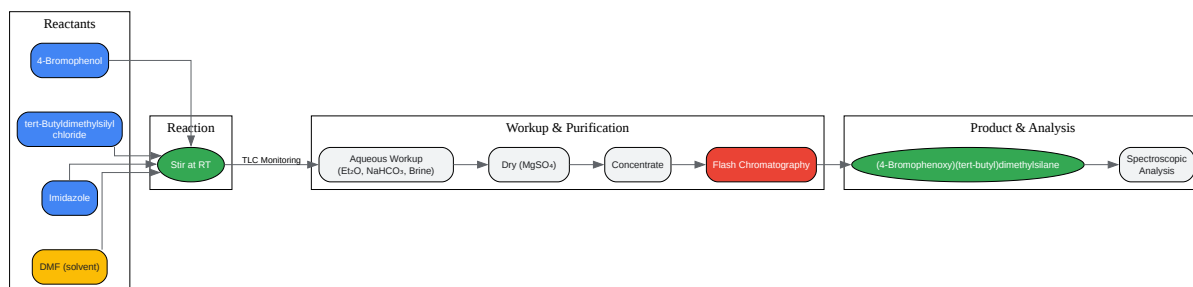 Reactants
4-Bromophenol
tert-Butyldimethylsilyl
chloride
Imidazole
DMF (solvent)
Reaction
Stir at RT
TLC Monitoring
Workup & Purification
Aqueous Workup
(Et₂O, NaHCO₃, Brine)
Dry (MgSO₄)
Concentrate
Flash Chromatography
Product & Analysis
(4-Bromophenoxy)(tert-butyl)dimethylsilane
Spectroscopic
Analysis